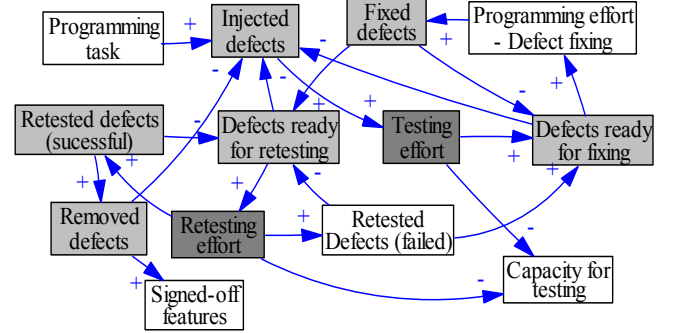 Programming
task
+
Injected
defects
Fixed
defects
+
Programming effort
- Defect fixing
-
-
-
+
+
-
+
Retested defects
(sucessful)
-
Defects ready
for retesting
Testing
effort
+
Defects ready
for fixing
+
+
+
-
+
Removed
defects
Retesting
effort
+
Retested
Defects (failed)
-
+
Signed-off
features
-
Capacity for
testing